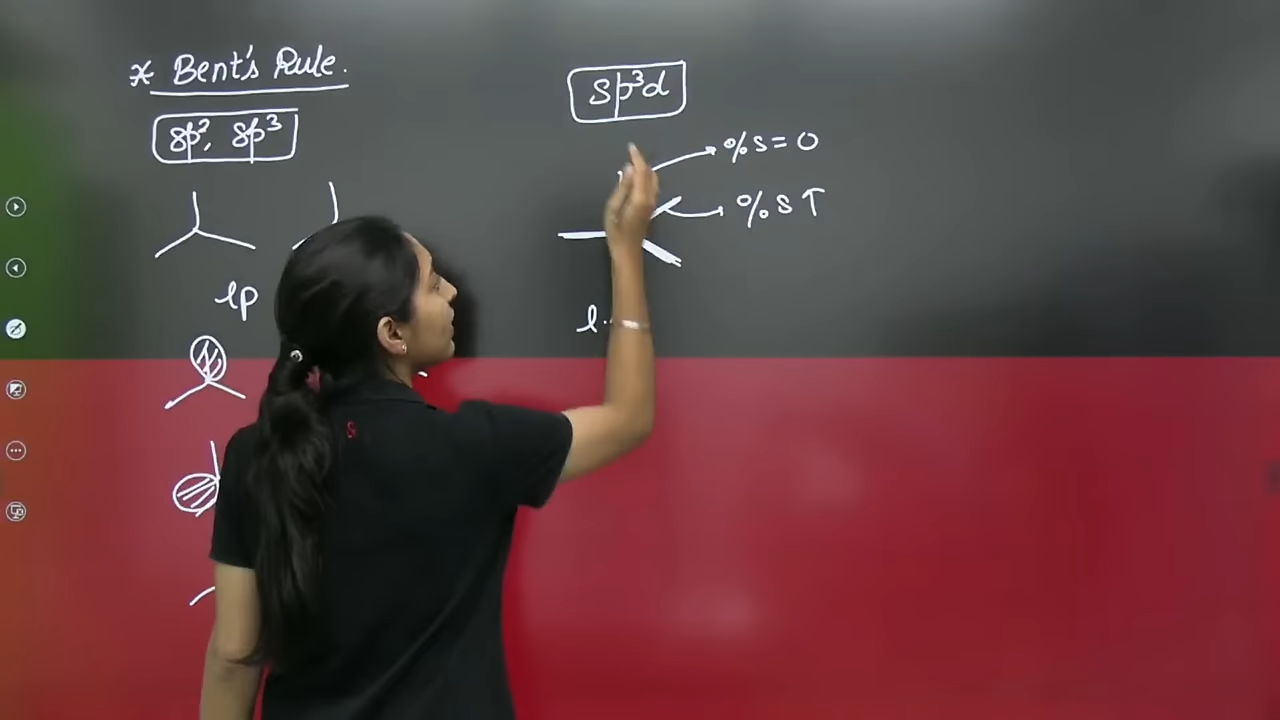 * Bent's Rule.
sp², sp³
lp
sp³d
%s = 0
%s ↑
l.